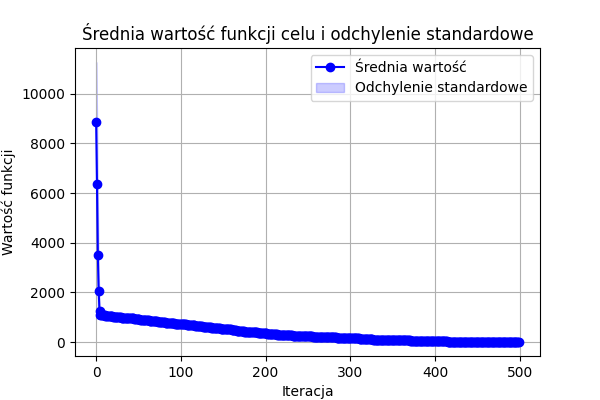 Średnia wartość funkcji celu i odchylenie standardowe
Średnia wartość
Odchylenie standardowe
Wartość funkcji
10000
8000
6000
4000
2000
0
0 100 200 300 400 500
Iteracja